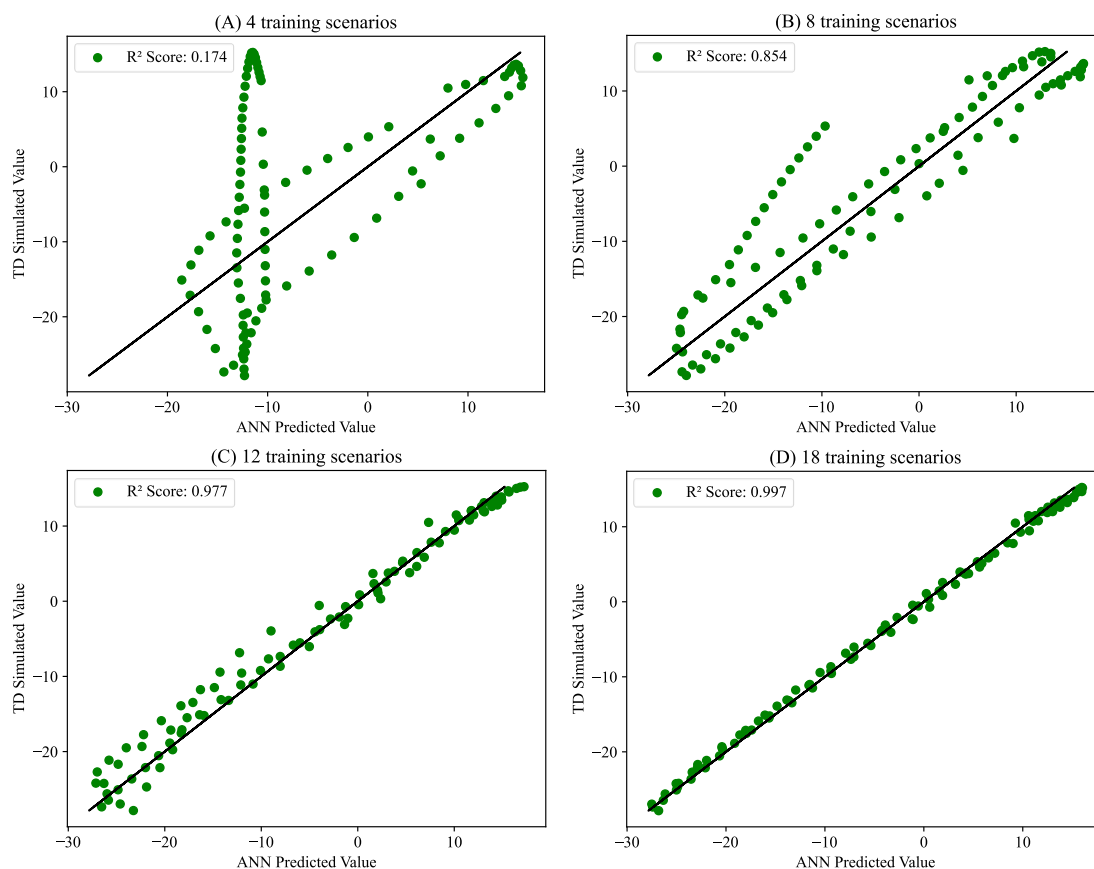 (A) 4 training scenarios
R² Score: 0.174
10
0
−10
−20
−30
−20
−10
0
10
TD Simulated Value
ANN Predicted Value
(B) 8 training scenarios
R² Score: 0.854
10
0
−10
−20
−30
−20
−10
0
10
TD Simulated Value
ANN Predicted Value
(C) 12 training scenarios
R² Score: 0.977
10
0
−10
−20
−30
−20
−10
0
10
TD Simulated Value
ANN Predicted Value
(D) 18 training scenarios
R² Score: 0.997
10
0
−10
−20
−30
−20
−10
0
10
TD Simulated Value
ANN Predicted Value